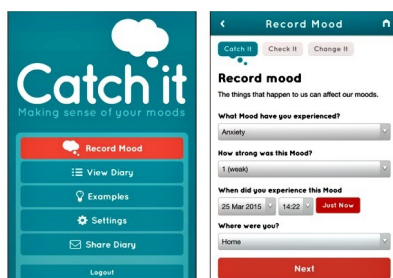 Catch it
Making sense of your moods
Record Mood
View Diary
Examples
Settings
Share Diary
Logout
Record Mood
Catch It
Check It
Change It
Record mood
The things that happen to us can affect our moods.
What Mood have you experienced?
Anxiety
How strong was this Mood?
1 (weak)
When did you experience this Mood
25 Mar 2015
14:22
Just Now
Where were you?
Home
Next